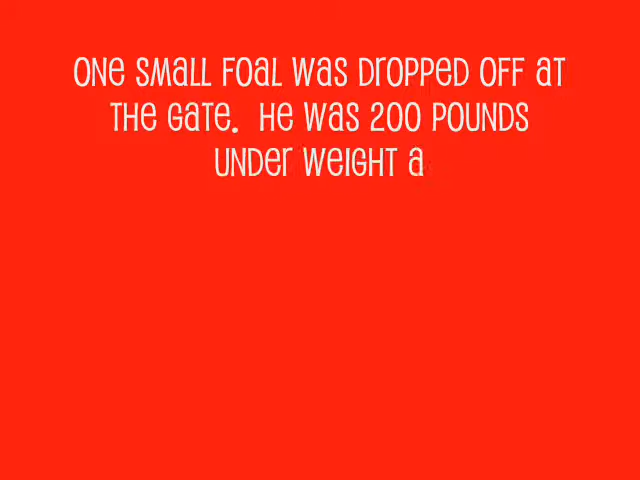 One small foal was dropped off at
the gate.  He was 200 pounds
under weight a